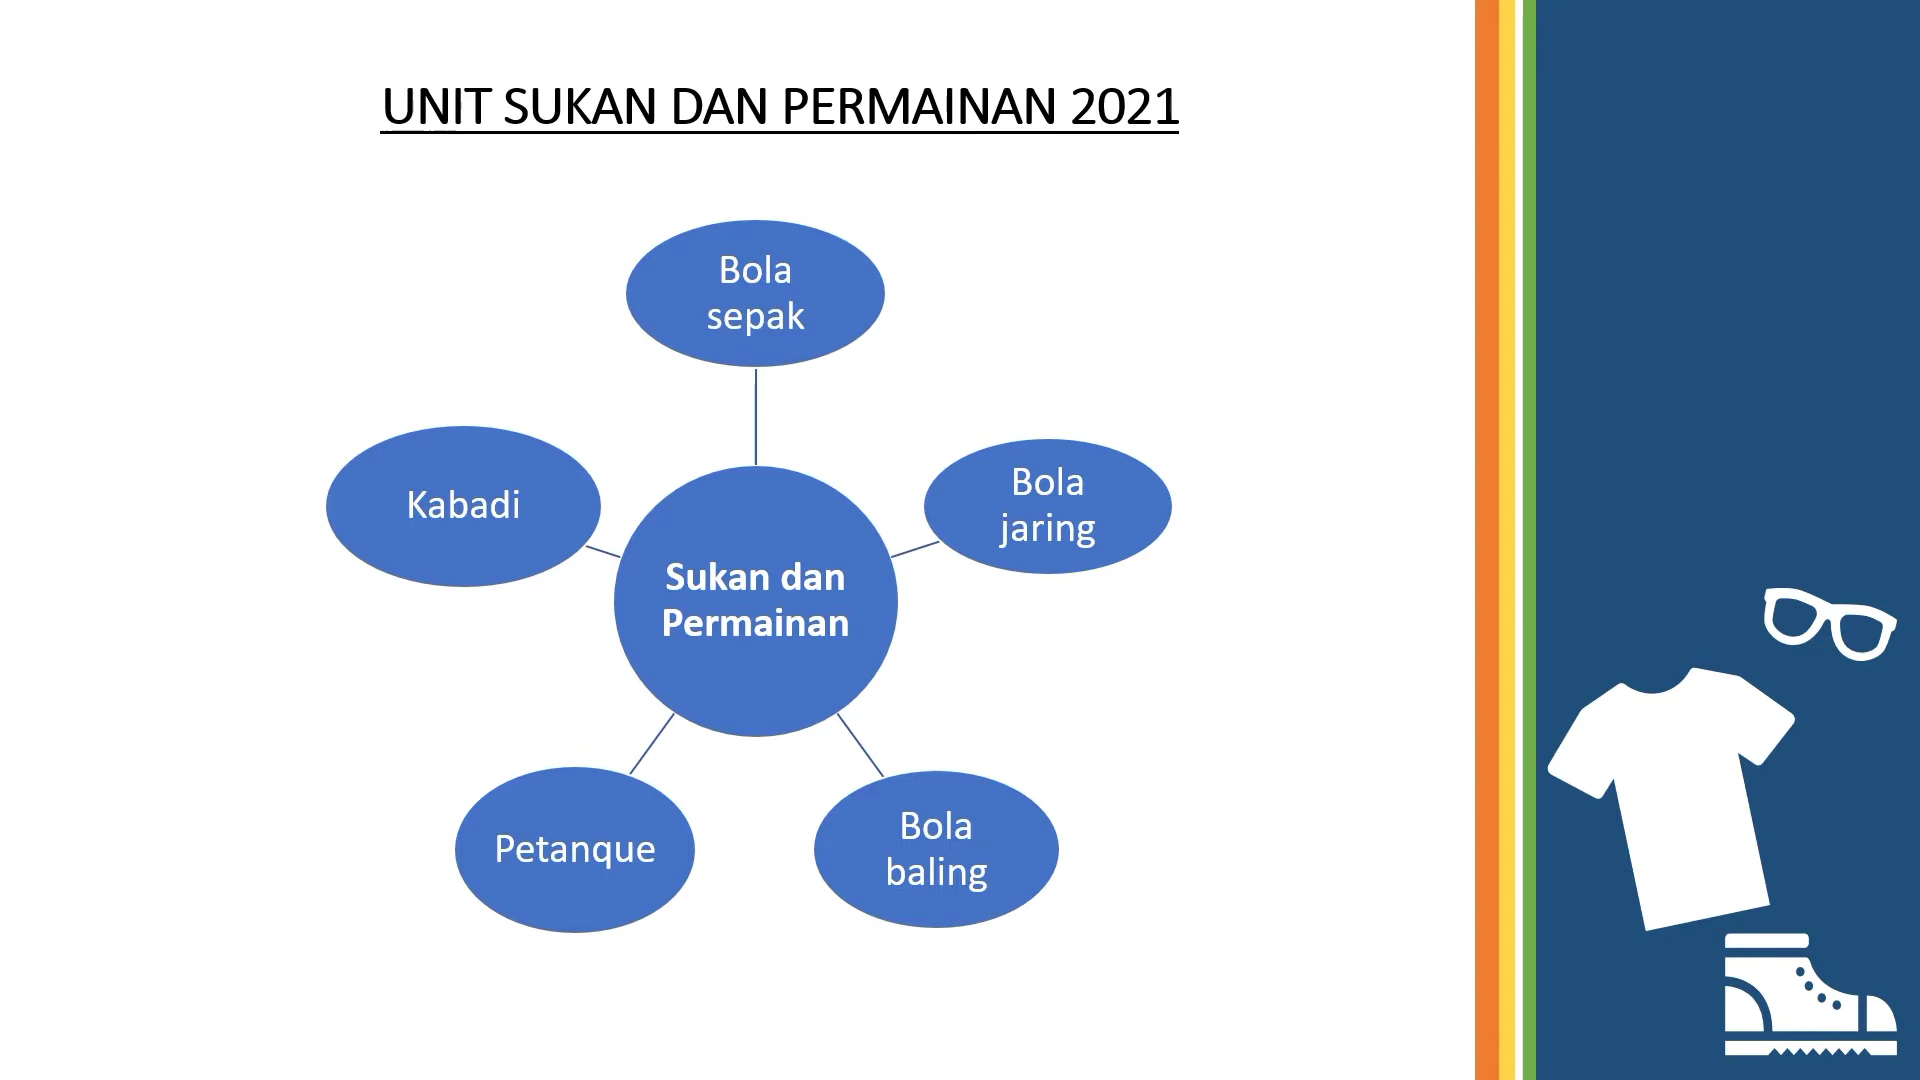 UNIT SUKAN DAN PERMAINAN 2021
Bola
sepak
Kabadi
Bola
jaring
Sukan dan
Permainan
Petanque
Bola
baling